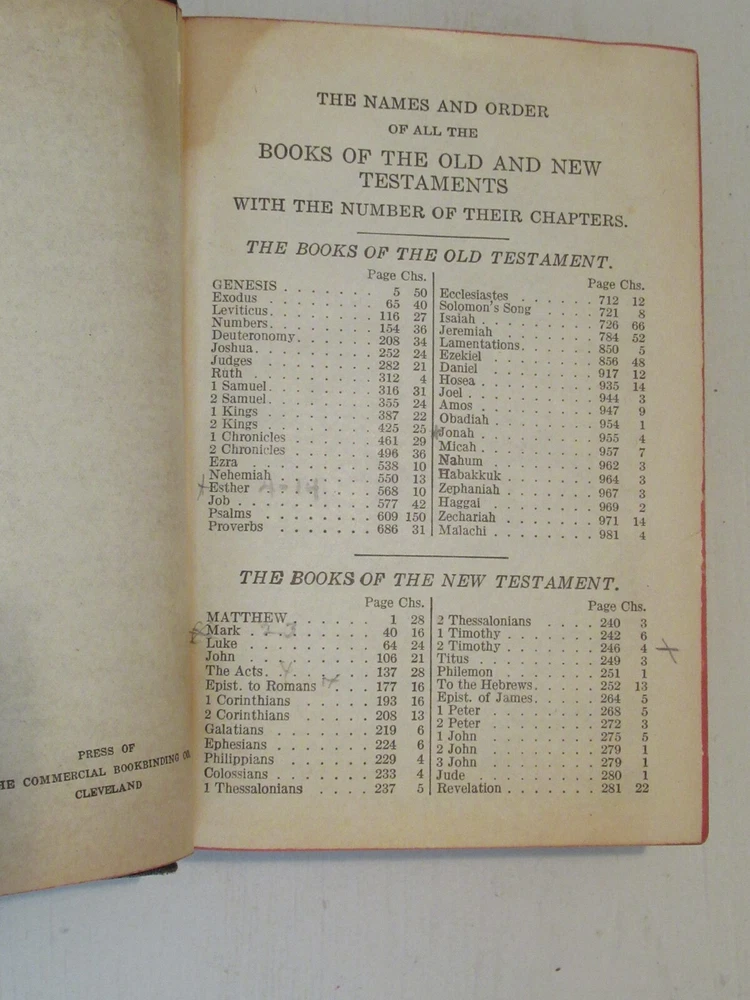 PRESS OF
HE COMMERCIAL BOOKBINDING CO.
CLEVELAND
THE NAMES AND ORDER
OF ALL THE
BOOKS OF THE OLD AND NEW
TESTAMENTS
WITH THE NUMBER OF THEIR CHAPTERS.
THE BOOKS OF THE OLD TESTAMENT.
Page Chs.
GENESIS . . . . . . . 5 50
Exodus . . . . . . . 65 40
Leviticus . . . . . . . 116 27
Numbers . . . . . . . 154 36
Deuteronomy . . . . . 208 34
Joshua . . . . . . . 252 24
Judges . . . . . . . 282 21
Ruth . . . . . . . 312 4
1 Samuel . . . . . . . 316 31
2 Samuel . . . . . . . 355 24
1 Kings . . . . . . . 387 22
2 Kings . . . . . . . 425 25
1 Chronicles . . . . . . 461 29
2 Chronicles . . . . . . 496 36
Ezra . . . . . . . 538 10
Nehemiah . . . . . . . 550 13
Esther . . . . . . . 568 10
Job . . . . . . . 577 42
Psalms . . . . . . . 609 150
Proverbs . . . . . . . 686 31
Page Chs.
Ecclesiastes . . . . . . 712 12
Solomon's Song . . . . 721 8
Isaiah . . . . . . . 726 66
Jeremiah . . . . . . . 784 52
Lamentations . . . . . 850 5
Ezekiel . . . . . . . 856 48
Daniel . . . . . . . 917 12
Hosea . . . . . . . 935 14
Joel . . . . . . . 944 3
Amos . . . . . . . 947 9
Obadiah . . . . . . . 954 1
Jonah . . . . . . . 955 4
Micah . . . . . . . 957 7
Nahum . . . . . . . 962 3
Habakkuk . . . . . . . 964 3
Zephaniah . . . . . . 967 3
Haggai . . . . . . . 969 2
Zechariah . . . . . . . 971 14
Malachi . . . . . . . 981 4
THE BOOKS OF THE NEW TESTAMENT.
Page Chs.
MATTHEW . . . . . . 1 28
Mark . . . . . . . 40 16
Luke . . . . . . . 64 24
John . . . . . . . 106 21
The Acts . . . . . . . 137 28
Epist. to Romans . . . 177 16
1 Corinthians . . . . . 193 16
2 Corinthians . . . . . 208 13
Galatians . . . . . . . 219 6
Ephesians . . . . . . . 224 6
Philippians . . . . . . 229 4
Colossians . . . . . . 233 4
1 Thessalonians . . . . 237 5
Page Chs.
2 Thessalonians . . . . 240 3
1 Timothy . . . . . . . 242 6
2 Timothy . . . . . . . 246 4
Titus . . . . . . . 249 3
Philemon . . . . . . . 251 1
To the Hebrews . . . . . 252 13
Epist. of James . . . . . 264 5
1 Peter . . . . . . . 268 5
2 Peter . . . . . . . 272 3
1 John . . . . . . . 275 5
2 John . . . . . . . 279 1
3 John . . . . . . . 279 1
Jude . . . . . . . 280 1
Revelation . . . . . . . 281 22